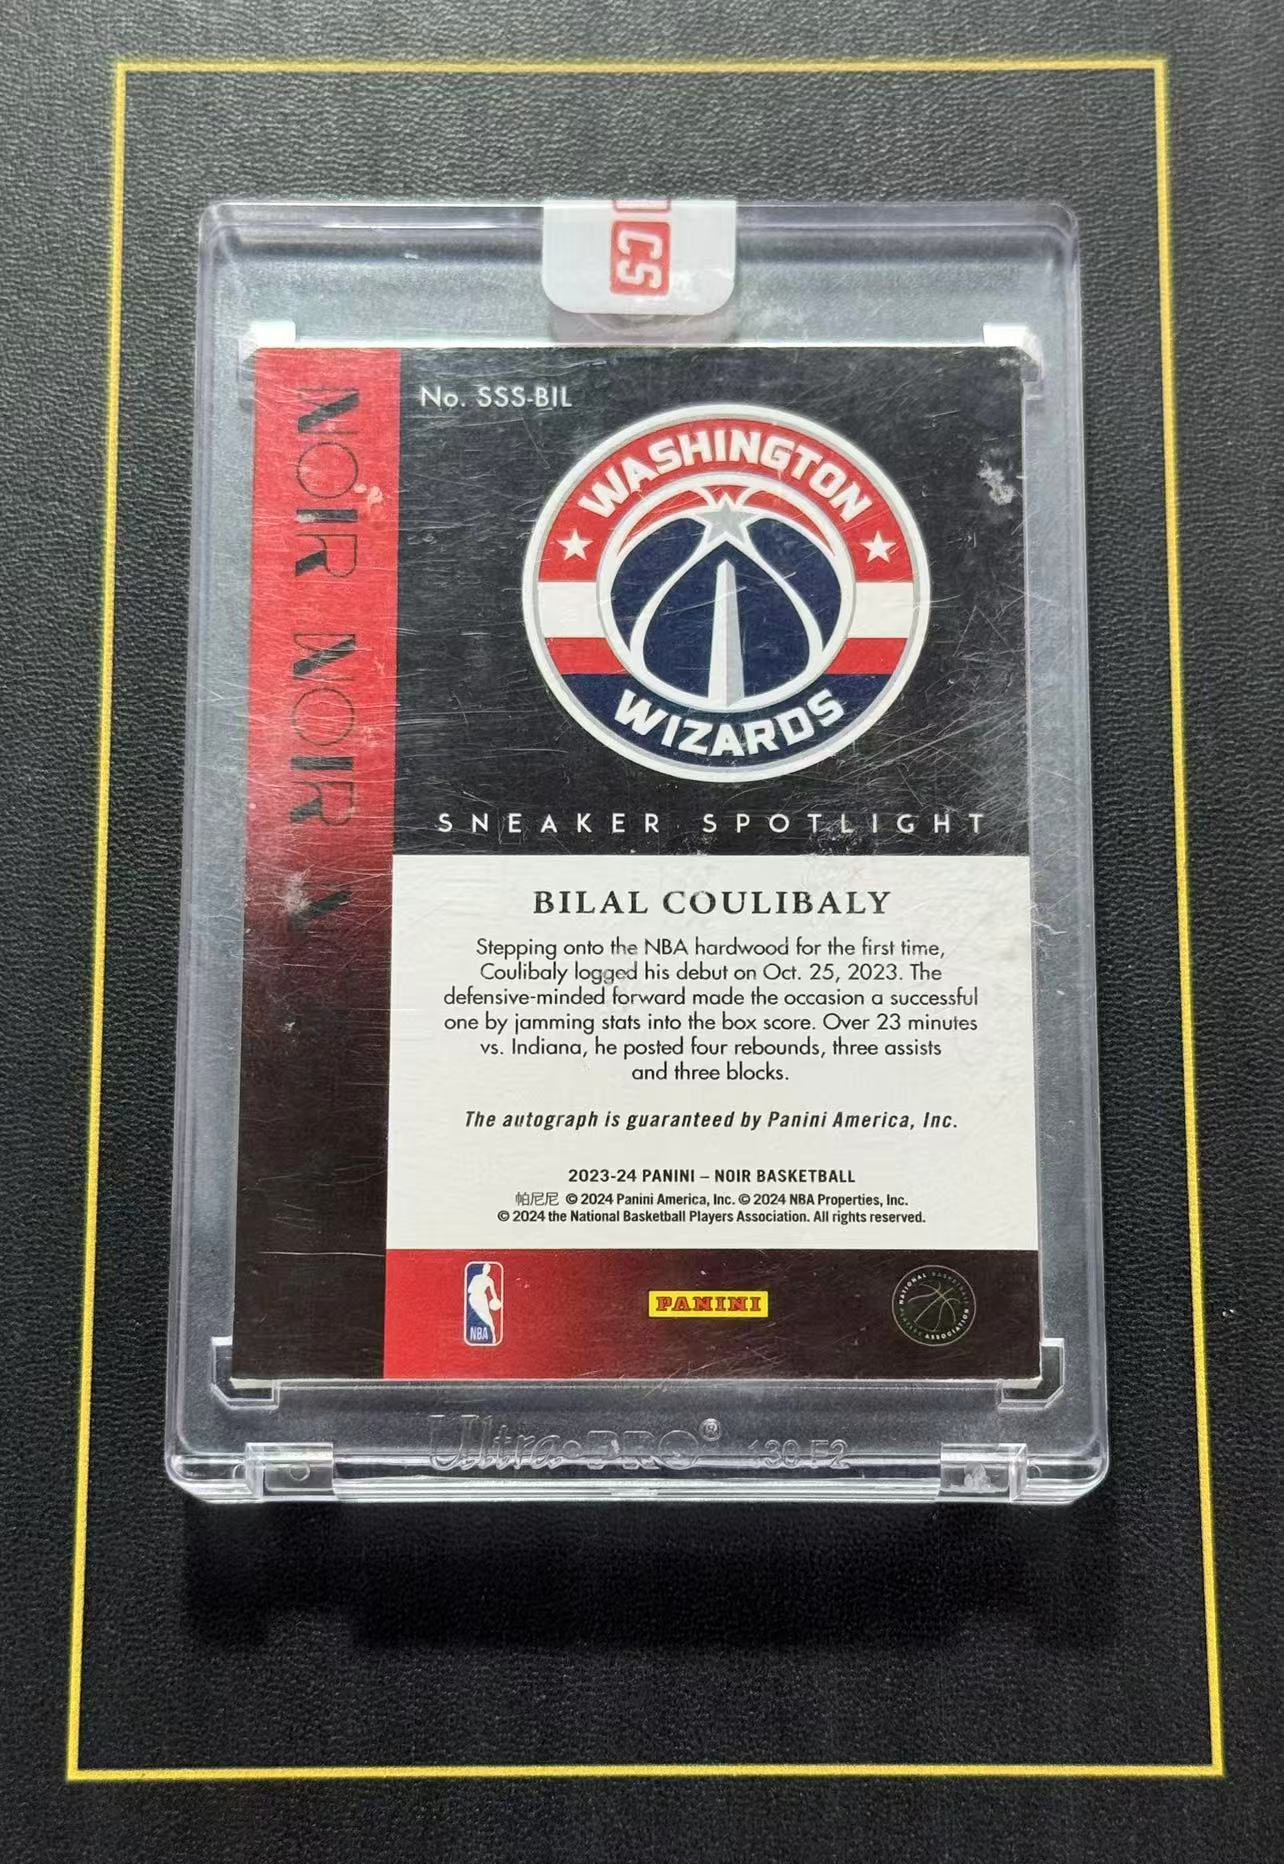 CS
No. SSS-BIL
NOIR NOIR
WASHINGTON
WIZARDS
SNEAKER SPOTLIGHT
BILAL COULIBALY
Stepping onto the NBA hardwood for the first time,
Coulibaly logged his debut on Oct. 25, 2023. The
defensive-minded forward made the occasion a successful
one by jamming stats into the box score. Over 23 minutes
vs. Indiana, he posted four rebounds, three assists
and three blocks.
The autograph is guaranteed by Panini America, Inc.
2023-24 PANINI – NOIR BASKETBALL
帕尼尼 © 2024 Panini America, Inc. © 2024 NBA Properties, Inc.
© 2024 the National Basketball Players Association. All rights reserved.
NBA
PANINI
NATIONAL BASKETBALL
PLAYERS ASSOCIATION
Ultra·PRO® 130 F2